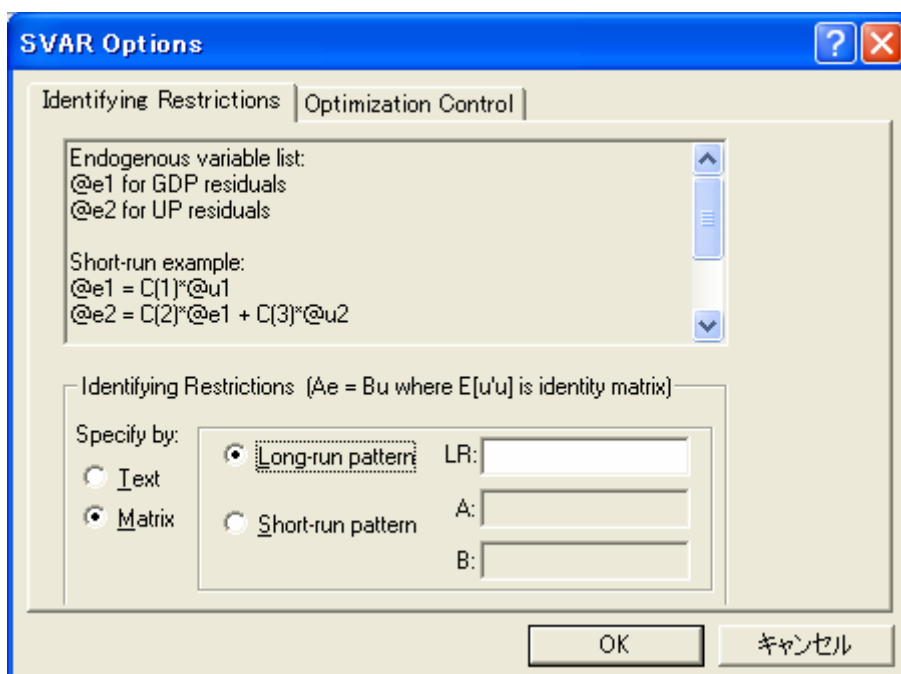 SVAR Options
Identifying Restrictions
Optimization Control
Endogenous variable list:
@e1 for GDP residuals
@e2 for UP residuals
Short-run example:
@e1 = C(1)*@u1
@e2 = C(2)*@e1 + C(3)*@u2
Identifying Restrictions (Ae = Bu where E[u'u] is identity matrix)
Specify by:
Text
Matrix
Long-run pattern
LR:
Short-run pattern
A:
B:
OK
キャンセル